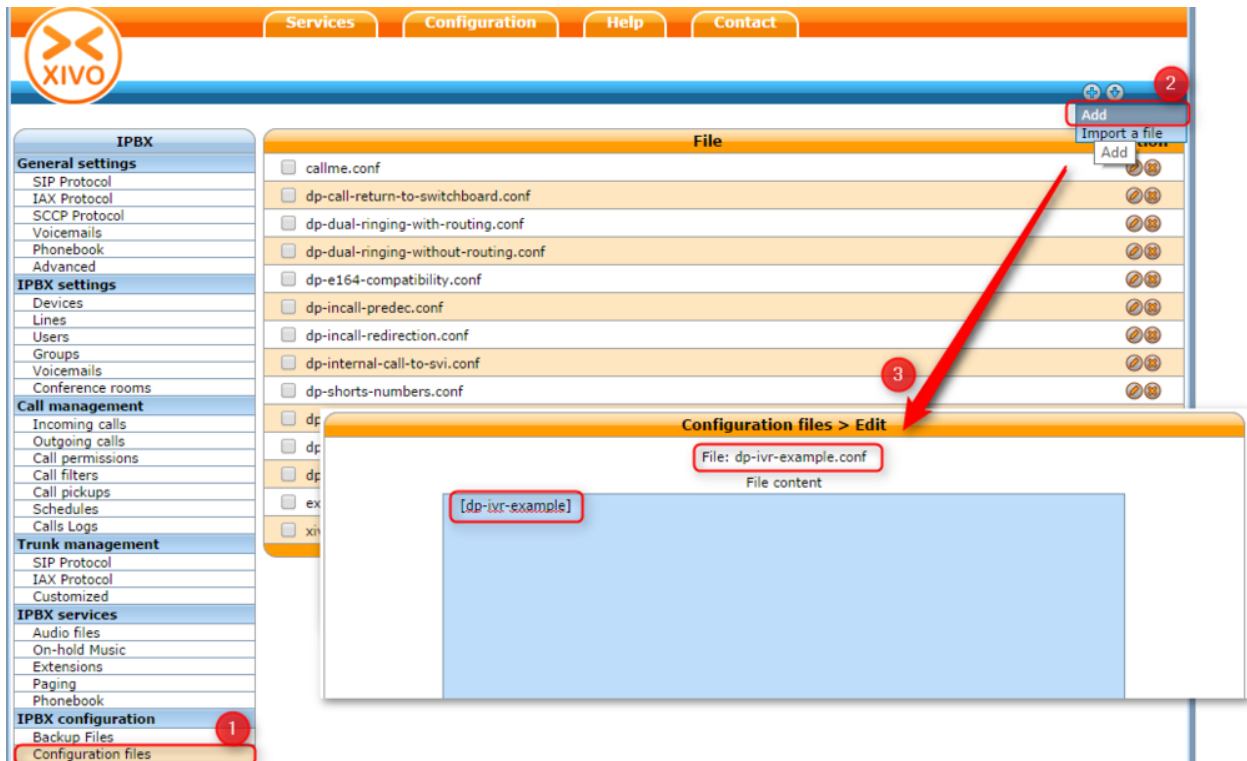 Services Configuration Help Contact
XIVO
2
Add
Import a file
Add
IPBX
General settings
SIP Protocol
IAX Protocol
SCCP Protocol
Voicemails
Phonebook
Advanced
IPBX settings
Devices
Lines
Users
Groups
Voicemails
Conference rooms
Call management
Incoming calls
Outgoing calls
Call permissions
Call filters
Call pickups
Schedules
Calls Logs
Trunk management
SIP Protocol
IAX Protocol
Customized
IPBX services
Audio files
On-hold Music
Extensions
Paging
Phonebook
IPBX configuration
1
Backup Files
Configuration files
File
callme.conf
dp-call-return-to-switchboard.conf
dp-dual-ringing-with-routing.conf
dp-dual-ringing-without-routing.conf
dp-e164-compatibility.conf
dp-incall-predec.conf
dp-incall-redirection.conf
dp-internal-call-to-svi.conf
dp-shorts-numbers.conf
3
Configuration files > Edit
File: dp-ivr-example.conf
File content
[dp-ivr-example]